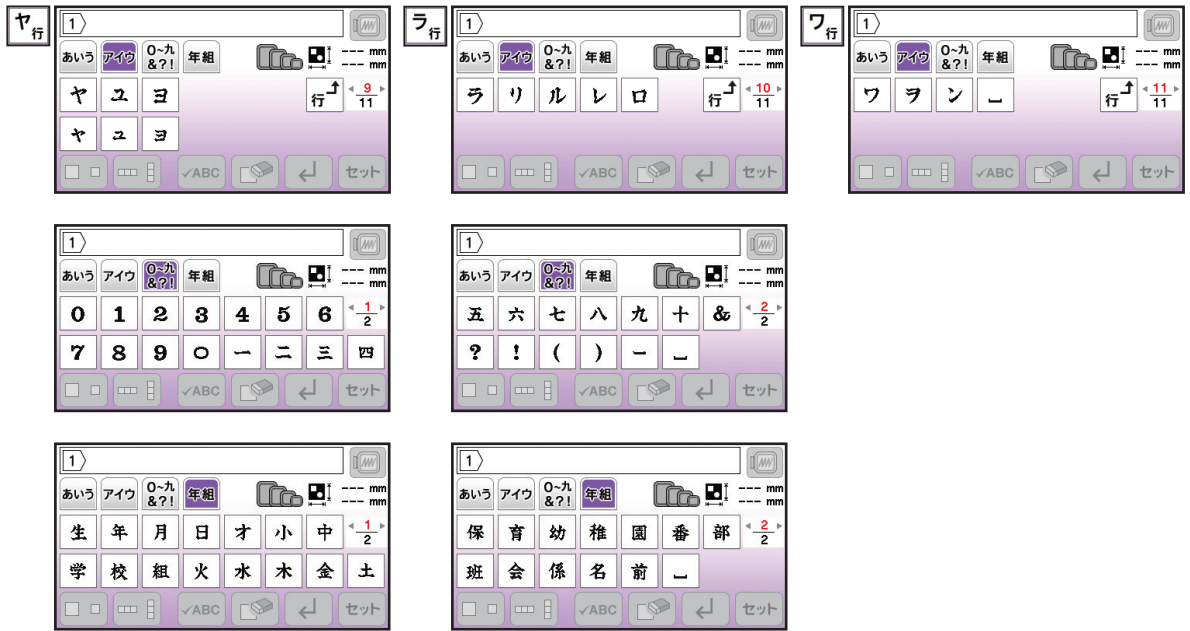 ヤ行
1
あいう アイウ 0~九&?! 年組 --- mm
--- mm
ヤ ユ ヨ 行 9/11
ャ ュ ョ
✓ABC セット
ラ行
1
あいう アイウ 0~九&?! 年組 --- mm
--- mm
ラ リ ル レ ロ 行 10/11
✓ABC セット
ワ行
1
あいう アイウ 0~九&?! 年組 --- mm
--- mm
ワ ヲ ン ⎵ 行 11/11
✓ABC セット
1
あいう アイウ 0~九&?! 年組 --- mm
--- mm
0 1 2 3 4 5 6 1/2
7 8 9 〇 一 二 三 四
✓ABC セット
1
あいう アイウ 0~九&?! 年組 --- mm
--- mm
五 六 七 八 九 十 & 2/2
? ! ( ) ー ⎵
✓ABC セット
1
あいう アイウ 0~九&?! 年組 --- mm
--- mm
生 年 月 日 才 小 中 1/2
学 校 組 火 水 木 金 土
✓ABC セット
1
あいう アイウ 0~九&?! 年組 --- mm
--- mm
保 育 幼 稚 園 番 部 2/2
班 会 係 名 前 ⎵
✓ABC セット